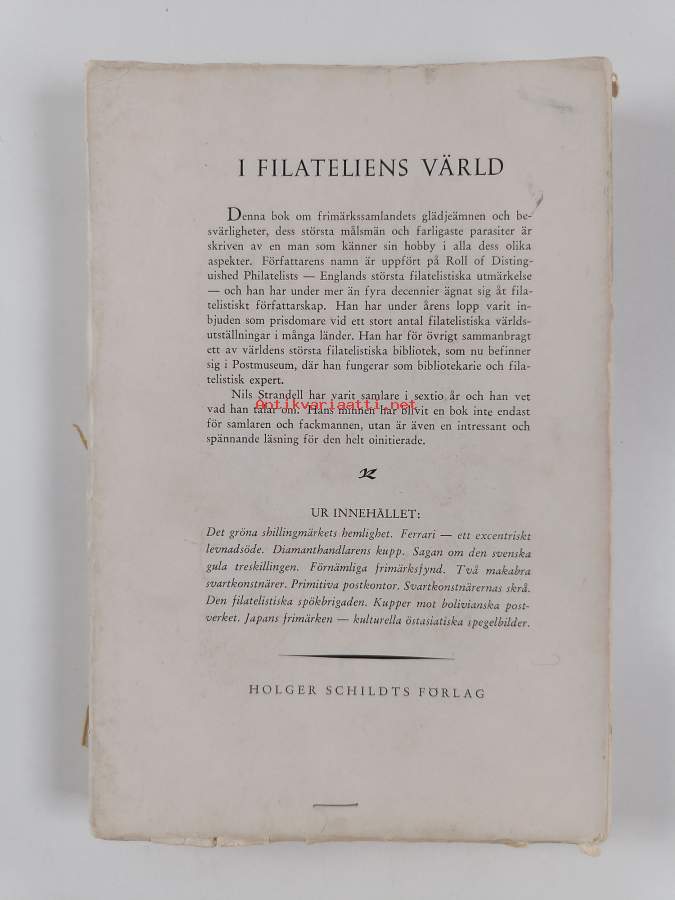 I FILATELIENS VÄRLD
Denna bok om frimärkssamlandets glädjeämnen och be-
svärligheter, dess största målsmän och farligaste parasiter är
skriven av en man som känner sin hobby i alla dess olika
aspekter. Författarens namn är uppfört på Roll of Disting-
uished Philatelists — Englands största filatelistiska utmärkelse
— och han har under mer än fyra decennier ägnat sig åt fila-
telistiskt författarskap. Han har under årens lopp varit in-
bjuden som prisdomare vid ett stort antal filatelistiska världs-
utställningar i många länder. Han har för övrigt sammanbragt
ett av världens största filatelistiska bibliotek, som nu befinner
sig i Postmuseum, där han fungerar som bibliotekarie och fila-
telistisk expert.
Nils Strandell har varit samlare i sextio år och han vet
vad han talar om. Hans minnen har blivit en bok inte endast
Antikvariaatti.net
för samlaren och fackmannen, utan är även en intressant och
spännande läsning för den helt oinitierade.
UR INNEHÅLLET:
Det gröna shillingmärkets hemlighet. Ferrari — ett excentriskt
levnadsöde. Diamanthandlarens kupp. Sagan om den svenska
gula treskillingen. Förnämliga frimärksfynd. Två makabra
svartkonstnärer. Primitiva postkontor. Svartkonstnärernas skrå.
Den filatelistiska spökbrigaden. Kupper mot bolivianska post-
verket. Japans frimärken — kulturella östasiatiska spegelbilder.
HOLGER SCHILDTS FÖRLAG